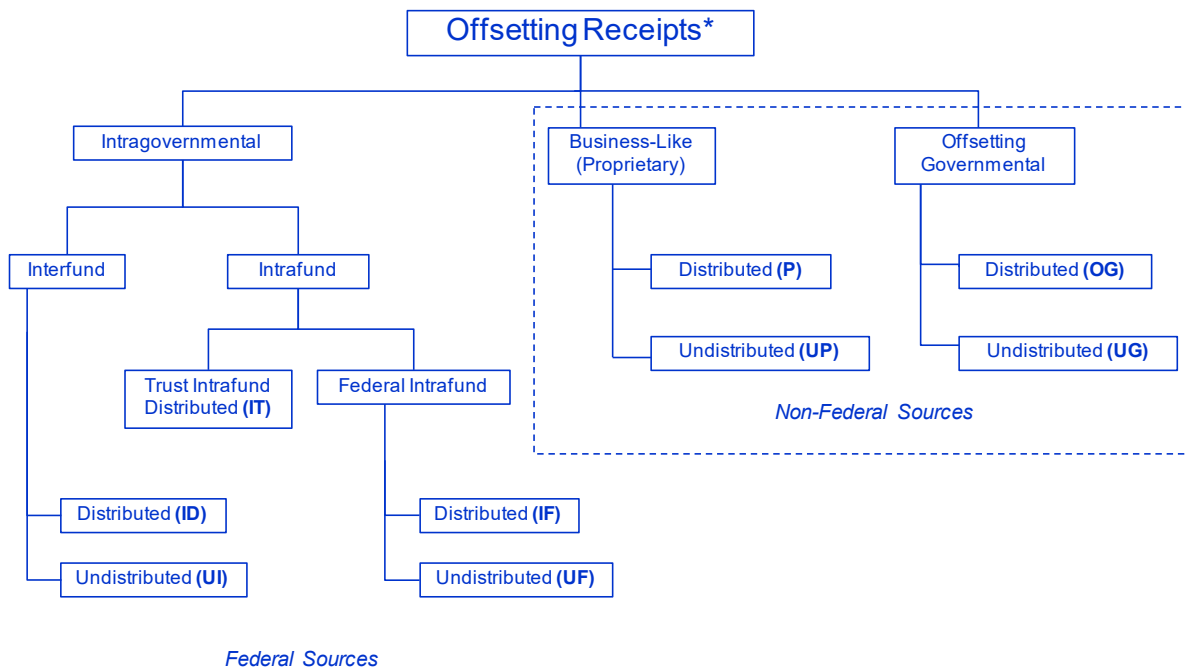 Offsetting Receipts*
Intragovernmental
Business-Like
(Proprietary)
Offsetting
Governmental
Interfund
Intrafund
Distributed (P)
Distributed (OG)
Undistributed (UP)
Undistributed (UG)
Trust Intrafund
Distributed (IT)
Federal Intrafund
Non-Federal Sources
Distributed (ID)
Distributed (IF)
Undistributed (UI)
Undistributed (UF)
Federal Sources